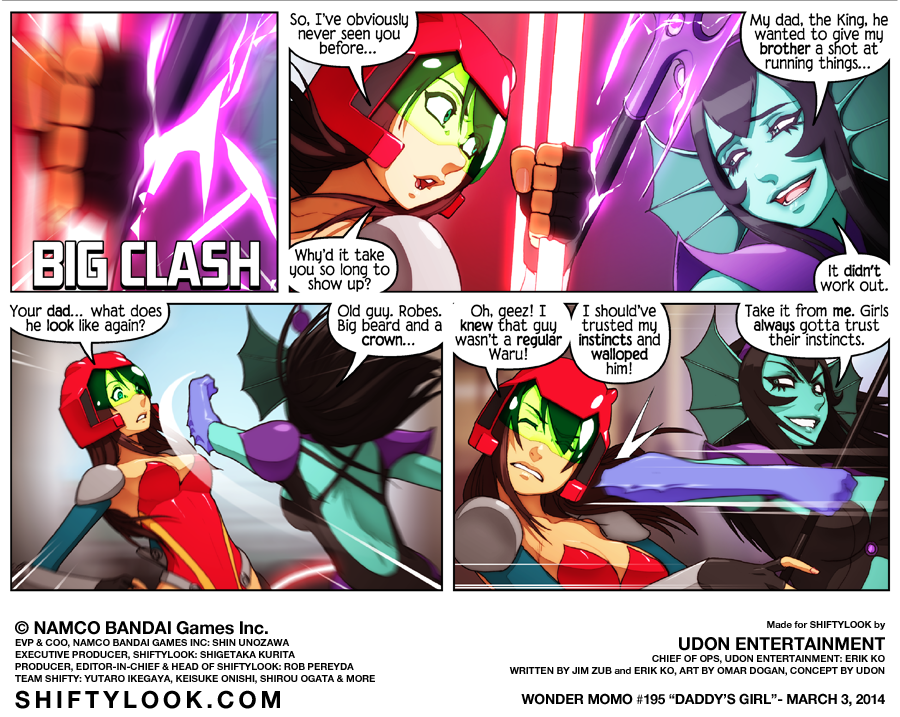 BIG CLASH
So, I've obviously
never seen you
before...
My dad, the King, he
wanted to give my
brother a shot at
running things...
Why'd it take
you so long to
show up?
It didn't
work out.
Your dad... what does
he look like again?
Old guy. Robes.
Big beard and a
crown...
Oh, geez! I
knew that guy
wasn't a regular
Waru!
I should've
trusted my
instincts and
walloped
him!
Take it from me. Girls
always gotta trust
their instincts.
© NAMCO BANDAI Games Inc.
EVP & COO, NAMCO BANDAI GAMES INC: SHIN UNOZAWA
EXECUTIVE PRODUCER, SHIFTYLOOK: SHIGETAKA KURITA
PRODUCER, EDITOR-IN-CHIEF & HEAD OF SHIFTYLOOK: ROB PEREYDA
TEAM SHIFTY: YUTARO IKEGAYA, KEISUKE ONISHI, SHIROU OGATA & MORE
SHIFTYLOOK.COM
Made for SHIFTYLOOK by
UDON ENTERTAINMENT
CHIEF OF OPS, UDON ENTERTAINMENT: ERIK KO
WRITTEN BY JIM ZUB and ERIK KO, ART BY OMAR DOGAN, CONCEPT BY UDON
WONDER MOMO #195 "DADDY'S GIRL"- MARCH 3, 2014